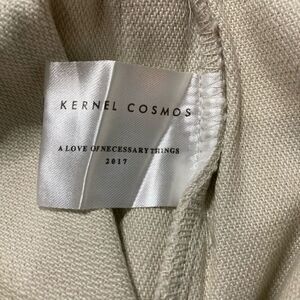 KERNEL COSMOS
A LOVE OF NECESSARY THINGS
2017